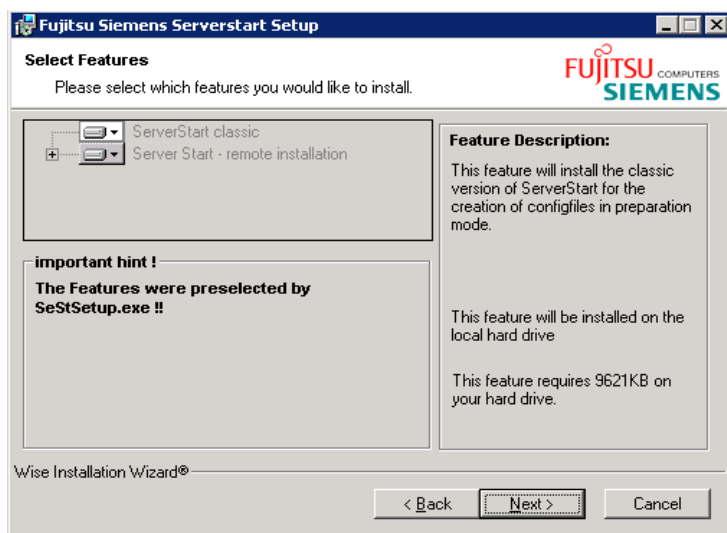 Fujitsu Siemens Serverstart Setup
Select Features
Please select which features you would like to install.
FUJITSU COMPUTERS
SIEMENS
ServerStart classic
Server Start - remote installation
Feature Description:
This feature will install the classic
version of ServerStart for the
creation of configfiles in preparation
mode.
This feature will be installed on the
local hard drive
This feature requires 9621KB on
your hard drive.
important hint !
The Features were preselected by
SeStSetup.exe !!
Wise Installation Wizard®
< Back
Next >
Cancel